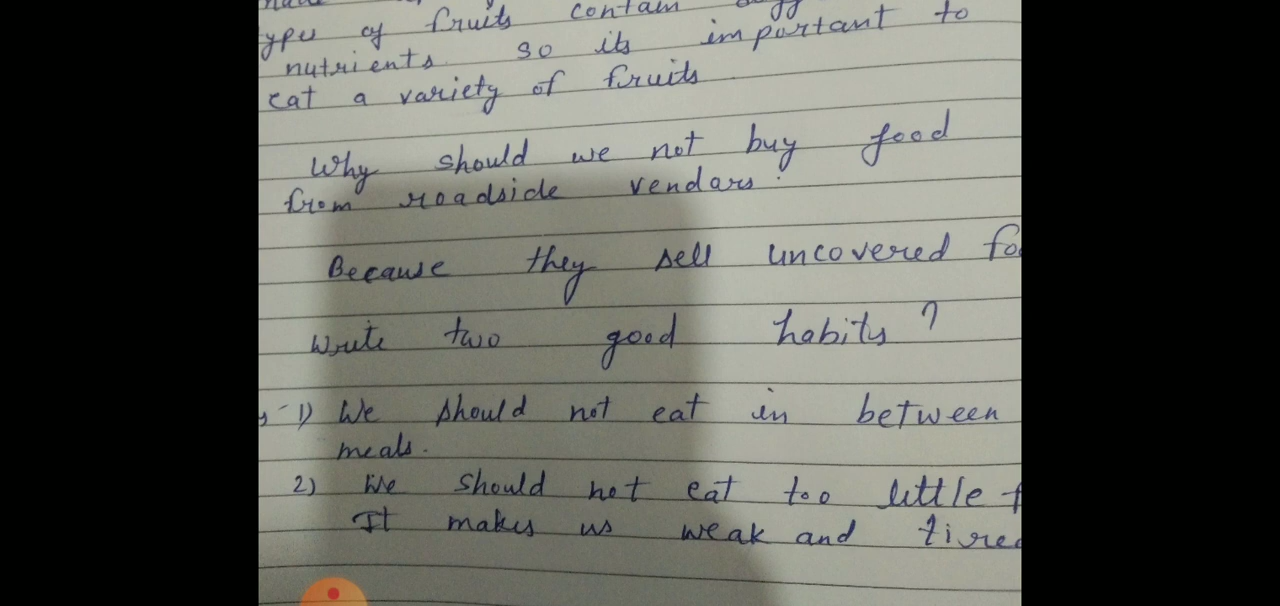 ypes of fruits contain
nutrients so its important to
eat a variety of fruits
Why should we not buy food
from roadside vendars.
Because they sell uncovered fo
Write two good habits ?
s - 1) We should not eat in between
meals.
2) We should not eat too little f
It makes us weak and tired